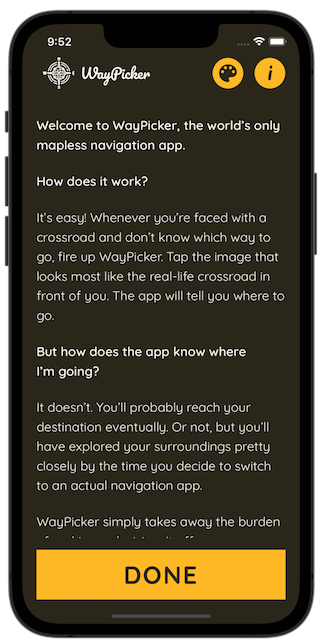 9:52
WayPicker
i
Welcome to WayPicker, the world's only
mapless navigation app.
How does it work?
It's easy! Whenever you're faced with a
crossroad and don't know which way to
go, fire up WayPicker. Tap the image that
looks most like the real-life crossroad in
front of you. The app will tell you where to
go.
But how does the app know where
I'm going?
It doesn't. You'll probably reach your
destination eventually. Or not, but you'll
have explored your surroundings pretty
closely by the time you decide to switch
to an actual navigation app.
WayPicker simply takes away the burden
DONE